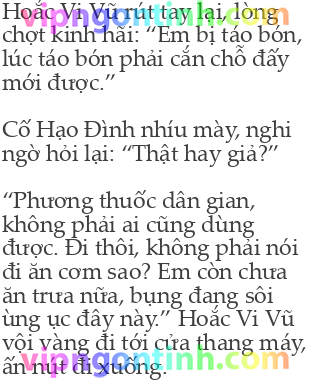 Hoắc Vi Vũ rút tay lại, lòng
chợt kinh hãi: “Em bị táo bón,
lúc táo bón phải cắn chỗ đấy
mới được.”
Cố Hạo Đình nhíu mày, nghi
ngờ hỏi lại: “Thật hay giả?”
“Phương thuốc dân gian,
không phải ai cũng dùng
được. Đi thôi, không phải nói
đi ăn cơm sao? Em còn chưa
ăn trưa nữa, bụng đang sôi
ùng ục đây này.” Hoắc Vi Vũ
vội vàng đi tới cửa thang máy,
ấn nút đi xuống.
vipngontinh.com
vipngontinh.com